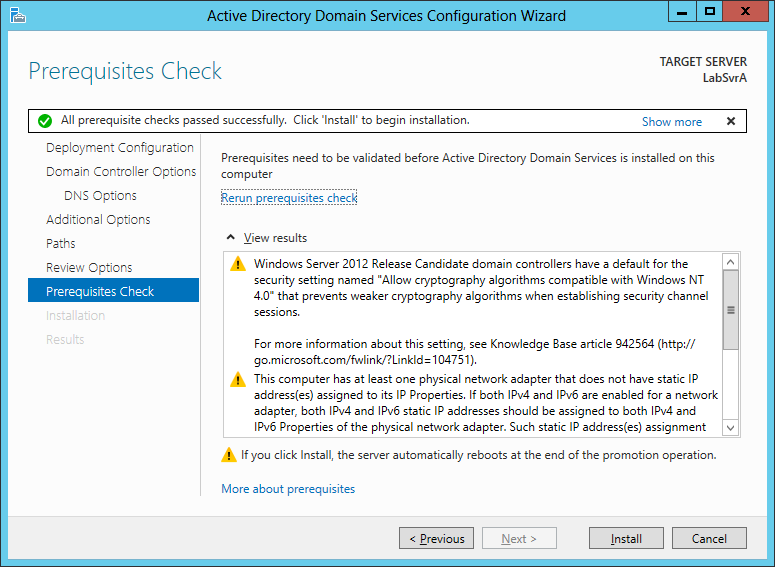 Active Directory Domain Services Configuration Wizard
Prerequisites Check
TARGET SERVER
LabSvrA
All prerequisite checks passed successfully.  Click 'Install' to begin installation.
Show more
Deployment Configuration
Domain Controller Options
DNS Options
Additional Options
Paths
Review Options
Prerequisites Check
Installation
Results
Prerequisites need to be validated before Active Directory Domain Services is installed on this
computer
Rerun prerequisites check
View results
Windows Server 2012 Release Candidate domain controllers have a default for the
security setting named "Allow cryptography algorithms compatible with Windows NT
4.0" that prevents weaker cryptography algorithms when establishing security channel
sessions.
For more information about this setting, see Knowledge Base article 942564 (http://
go.microsoft.com/fwlink/?LinkId=104751).
This computer has at least one physical network adapter that does not have static IP
address(es) assigned to its IP Properties. If both IPv4 and IPv6 are enabled for a network
adapter, both IPv4 and IPv6 static IP addresses should be assigned to both IPv4 and
IPv6 Properties of the physical network adapter. Such static IP address(es) assignment
If you click Install, the server automatically reboots at the end of the promotion operation.
More about prerequisites
< Previous
Next >
Install
Cancel